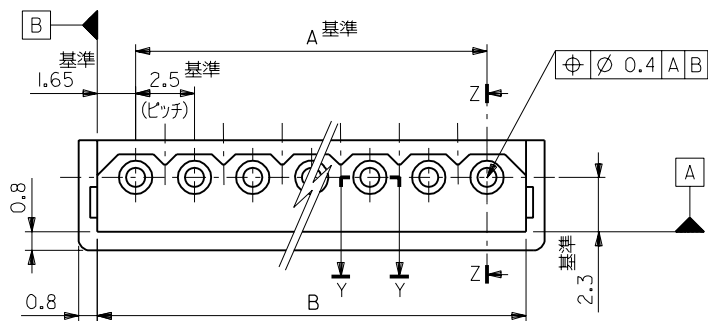 B
A 基準
基準
1.65
2.5 基準
(ピッチ)
Z
⌖ Ø 0.4 A B
0.8
A
Y Y
Z
基準
2.3
0.8
B